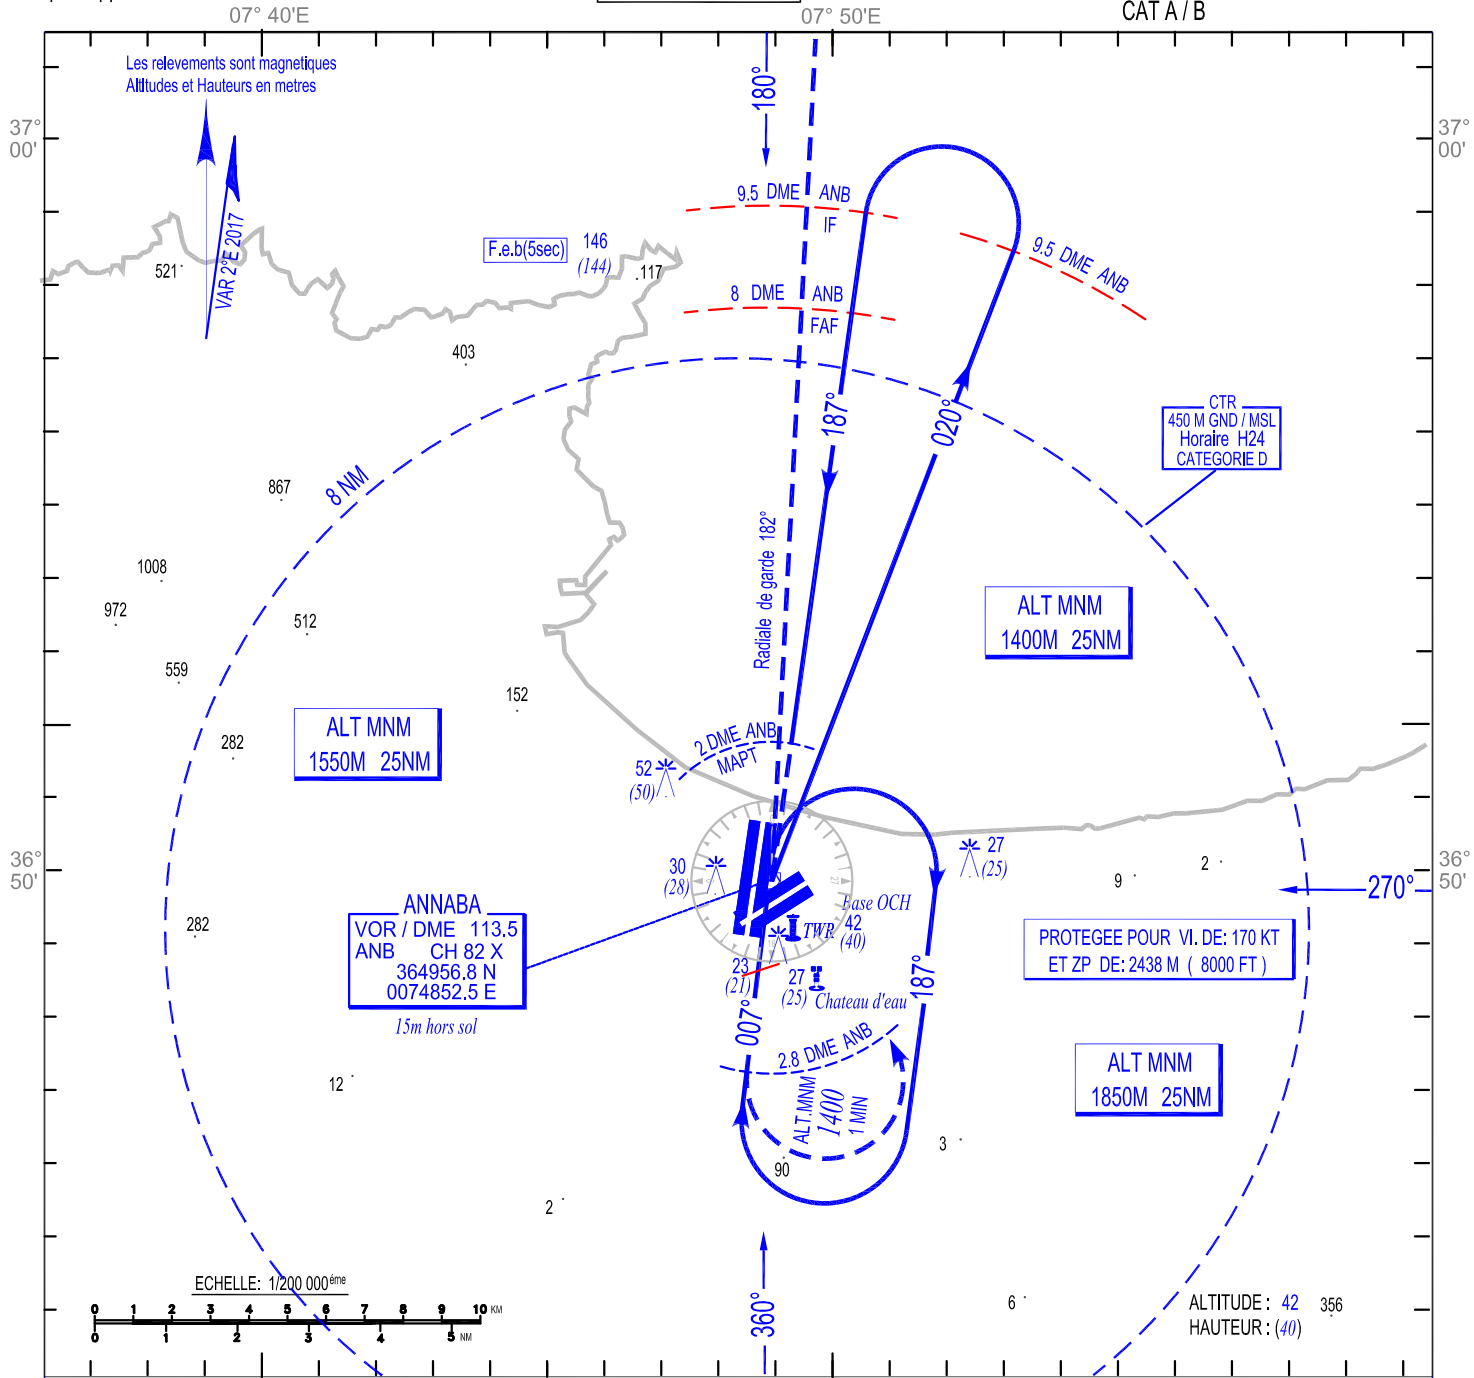 07° 40'E
07° 50'E
CAT A / B
Les relevements sont magnetiques
Altitudes et Hauteurs en metres
180°
37°
00'
37°
00'
VAR 2°E 2017
9.5 DME ANB
IF
F.e.b(5sec)
146
(144)
521
117
9.5 DME ANB
8 DME ANB
FAF
403
187°
020°
CTR
450 M GND / MSL
Horaire H24
CATEGORIE D
8 NM
867
Radiale de garde 182°
1008
972
512
559
ALT MNM
1400M 25NM
152
ALT MNM
1550M 25NM
282
2 DME ANB
MAPT
52
(50)
36°
50'
36°
50'
30
(28)
27
(25)
2
9
27
270°
ANNABA
VOR / DME 113.5
ANB CH 82 X
364956.8 N
0074852.5 E
15m hors sol
Base OCH
42
(40)
TWR
282
23
(21)
27
(25)
Chateau d'eau
187°
PROTEGEE POUR VI. DE: 170 KT
ET ZP DE: 2438 M ( 8000 FT )
007°
2.8 DME ANB
ALT.MNM
1400
1 MIN
ALT MNM
1850M 25NM
12
3
90
2
360°
ECHELLE: 1/200 000éme
0 1 2 3 4 5 6 7 8 9 10 KM
0 1 2 3 4 5 NM
6
ALTITUDE : 42
HAUTEUR : (40)
356